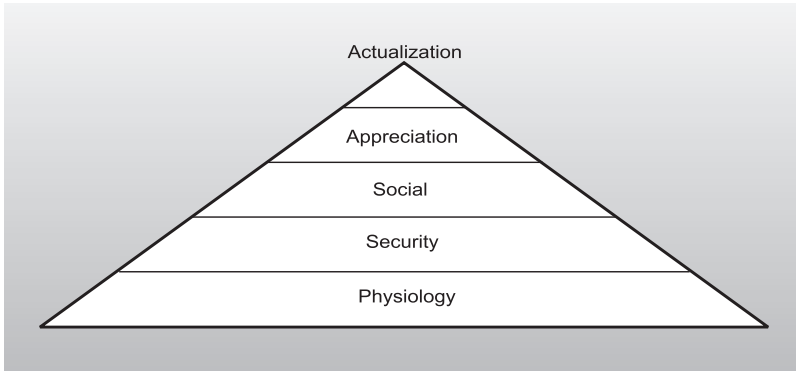 Actualization
Appreciation
Social
Security
Physiology